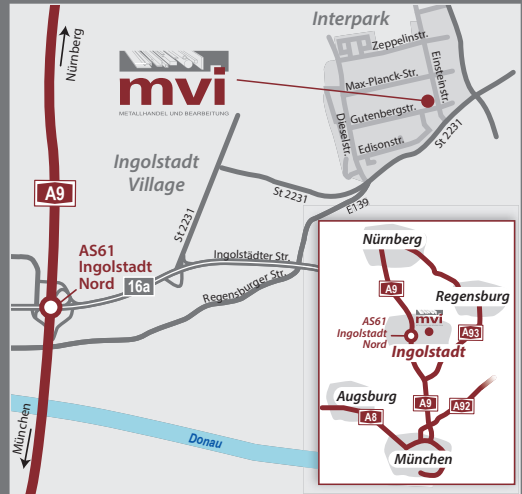 Interpark
Nürnberg
Zeppelinstr.
Einsteinstr.
Max-Planck-Str.
mvi
METALLHANDEL UND BEARBEITUNG
Gutenbergstr.
Dieselstr.
Edisonstr.
St 2231
Ingolstadt
Village
A9
St 2231
E139
St 2231
AS61
Ingolstadt
Nord
16a
Ingolstädter Str.
Regensburger Str.
Nürnberg
A9
Regensburg
mvi
AS61
Ingolstadt
Nord
A93
Ingolstadt
Augsburg
A8
A9
A92
München
München
Donau